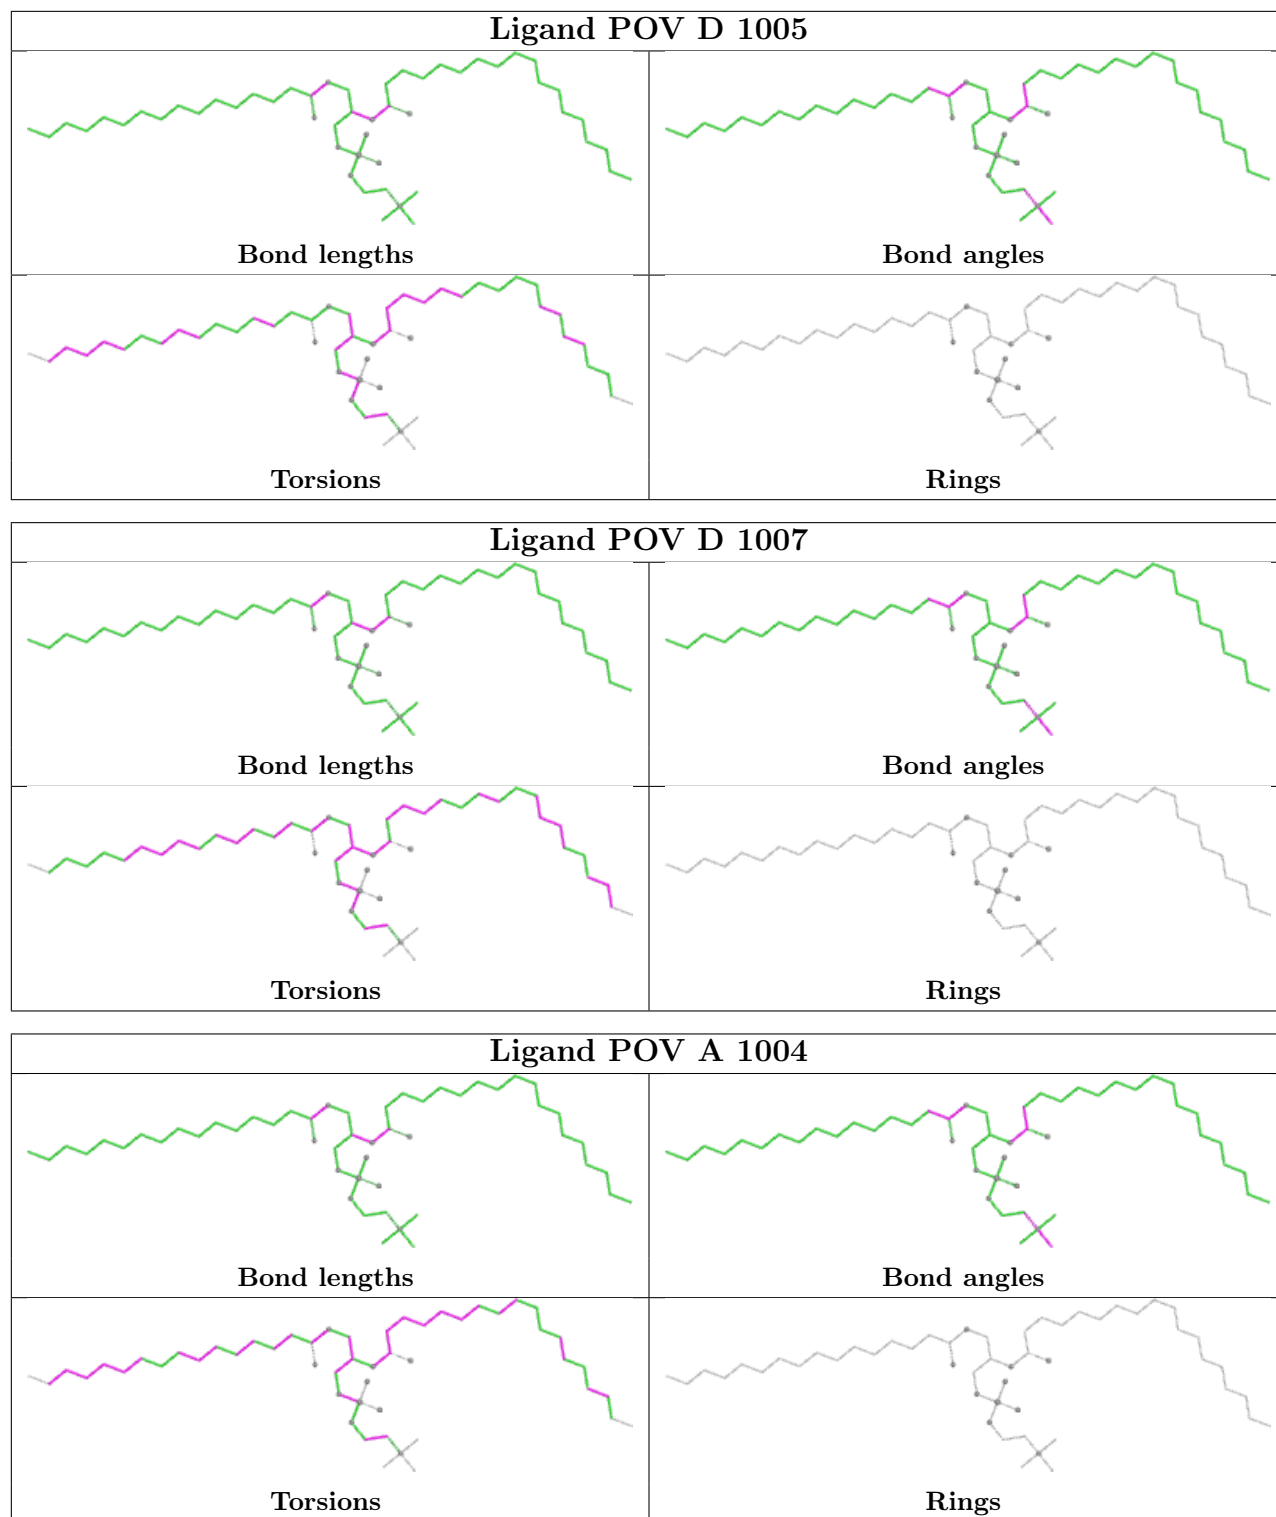 Ligand POV D 1005
Bond lengths
Bond angles
Torsions
Rings
Ligand POV D 1007
Bond lengths
Bond angles
Torsions
Rings
Ligand POV A 1004
Bond lengths
Bond angles
Torsions
Rings